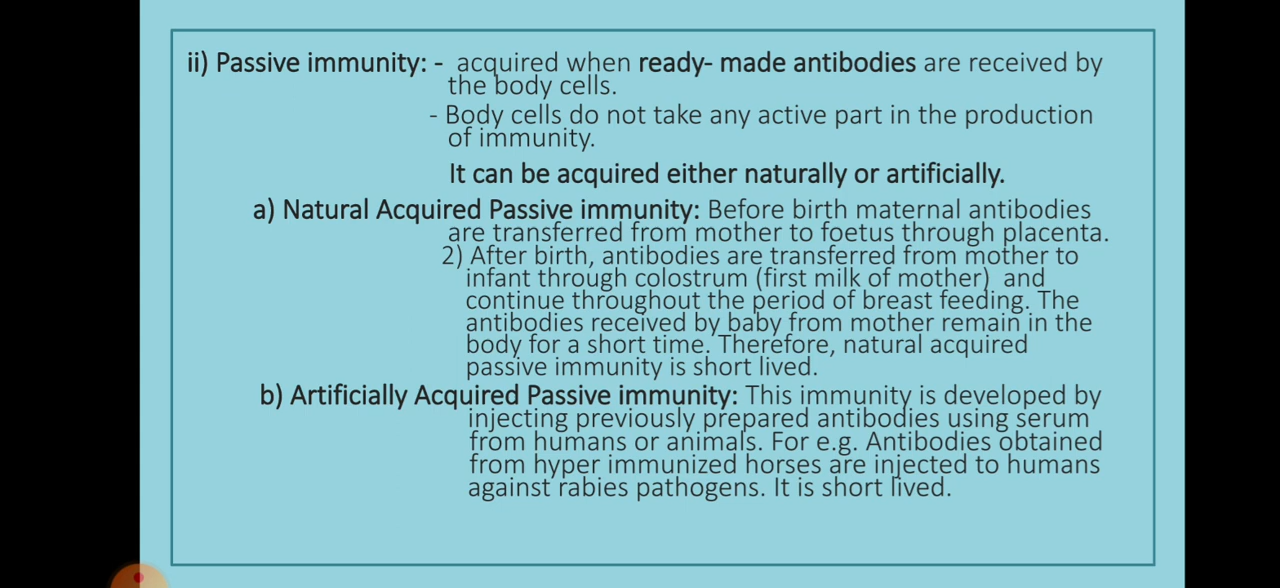 ii) Passive immunity: - acquired when ready- made antibodies are received by
the body cells.
- Body cells do not take any active part in the production
of immunity.
It can be acquired either naturally or artificially.
a) Natural Acquired Passive immunity: Before birth maternal antibodies
are transferred from mother to foetus through placenta.
2) After birth, antibodies are transferred from mother to
infant through colostrum (first milk of mother) and
continue throughout the period of breast feeding. The
antibodies received by baby from mother remain in the
body for a short time. Therefore, natural acquired
passive immunity is short lived.
b) Artificially Acquired Passive immunity: This immunity is developed by
injecting previously prepared antibodies using serum
from humans or animals. For e.g. Antibodies obtained
from hyper immunized horses are injected to humans
against rabies pathogens. It is short lived.